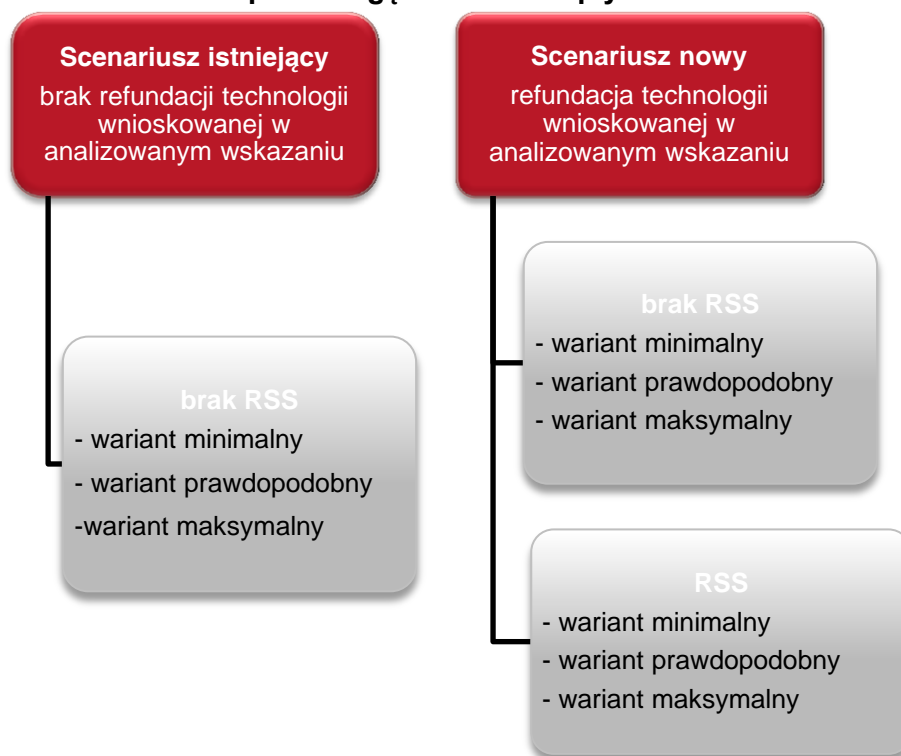 Scenariusz istniejący
brak refundacji technologii
wnioskowanej w
analizowanym wskazaniu
brak RSS
- wariant minimalny
- wariant prawdopodobny
-wariant maksymalny
Scenariusz nowy
refundacja technologii
wnioskowanej w
analizowanym wskazaniu
brak RSS
- wariant minimalny
- wariant prawdopodobny
- wariant maksymalny
RSS
- wariant minimalny
- wariant prawdopodobny
- wariant maksymalny